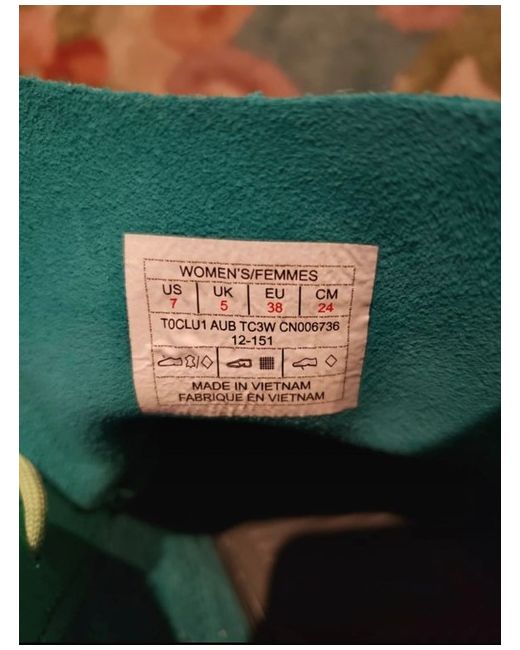 WOMEN'S/FEMMES
US UK EU CM
7 5 38 24
T0CLU1 AUB TC3W CN006736
12-151
MADE IN VIETNAM
FABRIQUE EN VIETNAM